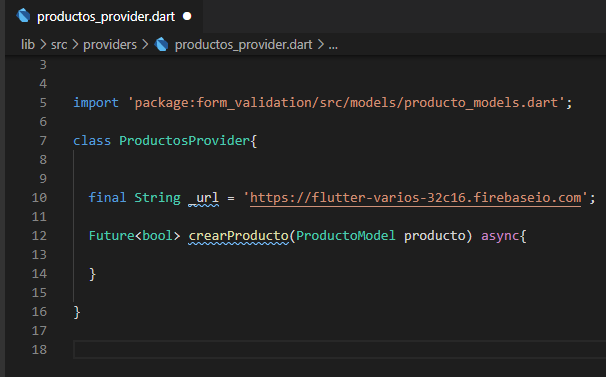 productos_provider.dart
lib > src > providers > productos_provider.dart > ...
3
4
5 import 'package:form_validation/src/models/producto_models.dart';
6
7 class ProductosProvider{
8
9
10 final String _url = 'https://flutter-varios-32c16.firebaseio.com';
11
12 Future<bool> crearProducto(ProductoModel producto) async{
13
14 }
15
16 }
17
18